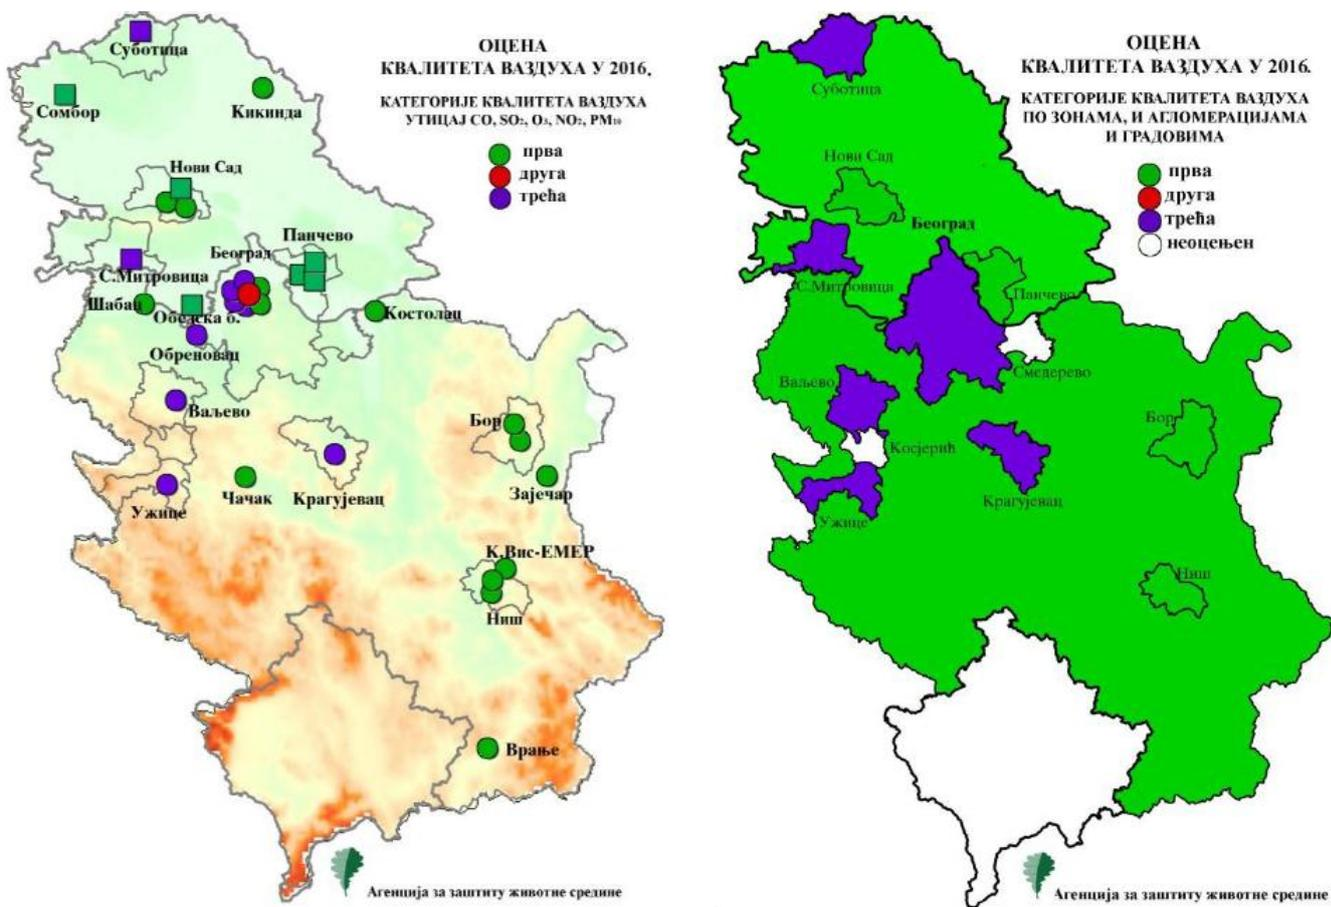 ОЦЕНА
КВАЛИТЕТА ВАЗДУХА У 2016.
КАТЕГОРИЈЕ КВАЛИТЕТА ВАЗДУХА
УТИЦАЈ CO, SO₂, O₃, NO₂, PM₁₀
прва
друга
трећа
Суботица
Сомбор
Кикинда
Нови Сад
Београд
Панчево
С.Митровица
Шабац
Обедска б.
Костолац
Обреновац
Ваљево
Бор
Ужице
Чачак
Крагујевац
Зајечар
К.Вис-ЕМЕР
Ниш
Врање
Агенција за заштиту животне средине
ОЦЕНА
КВАЛИТЕТА ВАЗДУХА У 2016.
КАТЕГОРИЈЕ КВАЛИТЕТА ВАЗДУХА
ПО ЗОНАМА, И АГЛОМЕРАЦИЈАМА
И ГРАДОВИМА
прва
друга
трећа
неоцењен
Суботица
Нови Сад
Београд
С.Митровица
Панчево
Смедерево
Ваљево
Косјерић
Бор
Ужице
Крагујевац
Ниш
Агенција за заштиту животне средине